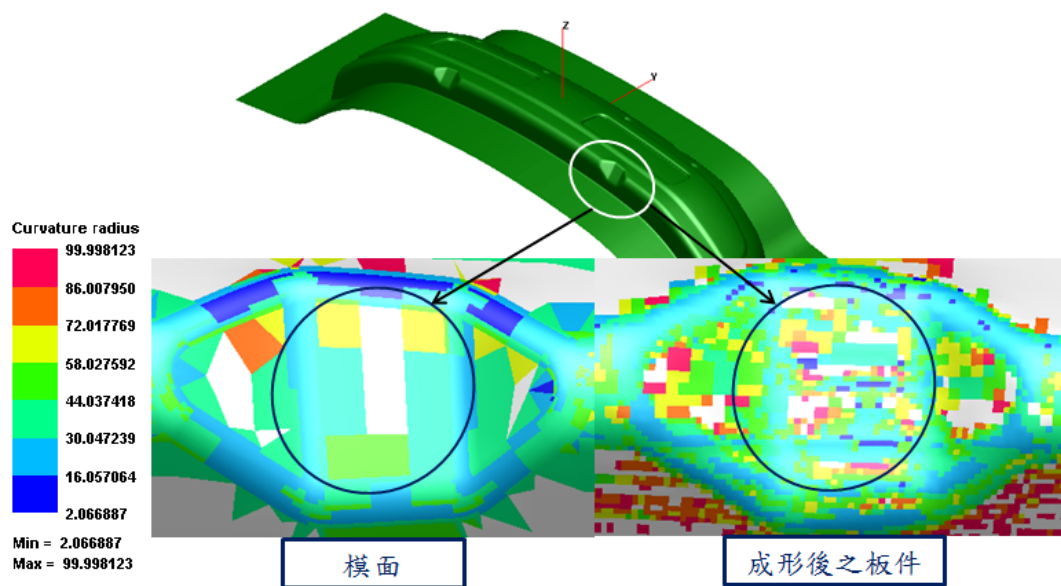 Z
Y
Curvature radius
99.998123
86.007950
72.017769
58.027592
44.037418
30.047239
16.057064
2.066887
Min = 2.066887
Max = 99.998123
模面
成形後之板件